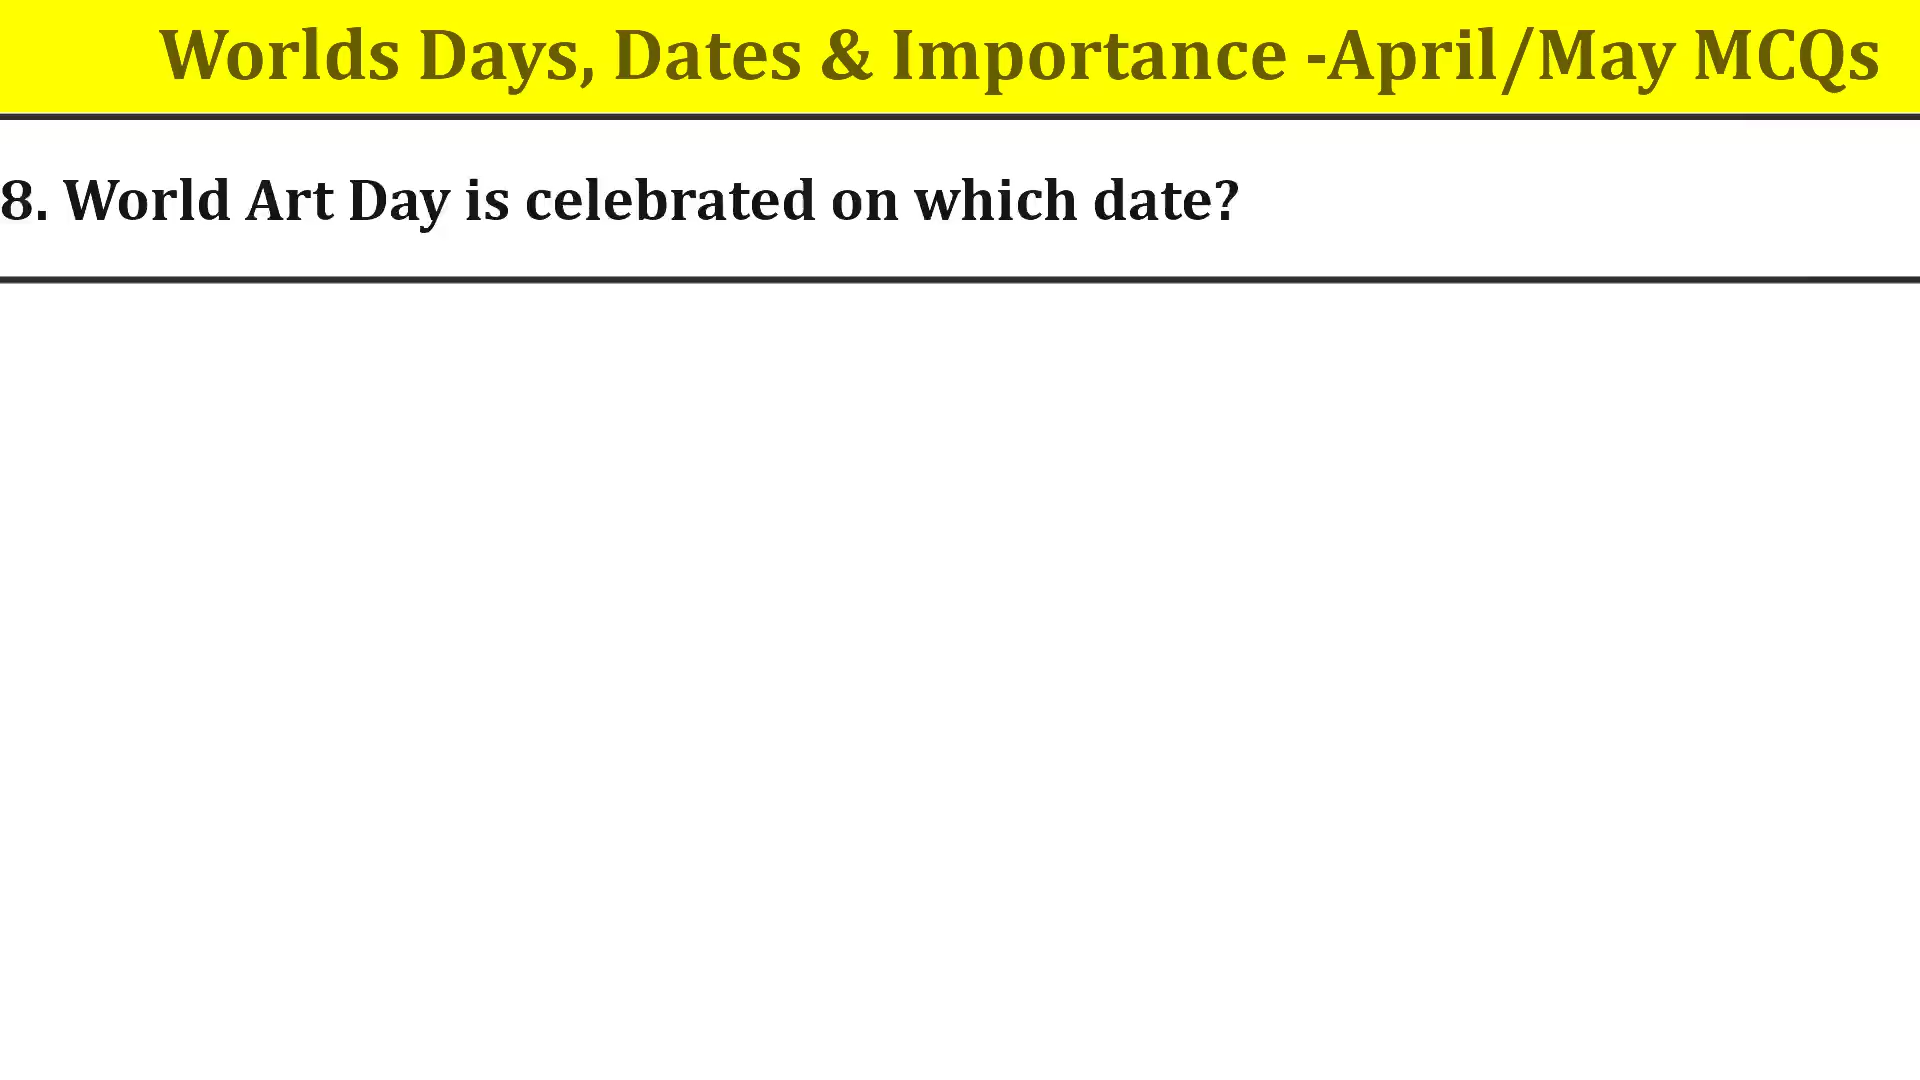 Worlds Days, Dates & Importance -April/May MCQs
8. World Art Day is celebrated on which date?